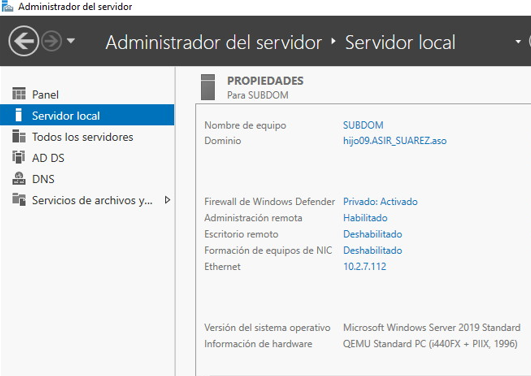 Administrador del servidor
Administrador del servidor ‣ Servidor local
Panel
Servidor local
Todos los servidores
AD DS
DNS
Servicios de archivos y...
PROPIEDADES
Para SUBDOM
Nombre de equipo SUBDOM
Dominio hijo09.ASIR_SUAREZ.aso
Firewall de Windows Defender Privado: Activado
Administración remota Habilitado
Escritorio remoto Deshabilitado
Formación de equipos de NIC Deshabilitado
Ethernet 10.2.7.112
Versión del sistema operativo Microsoft Windows Server 2019 Standard
Información de hardware QEMU Standard PC (i440FX + PIIX, 1996)